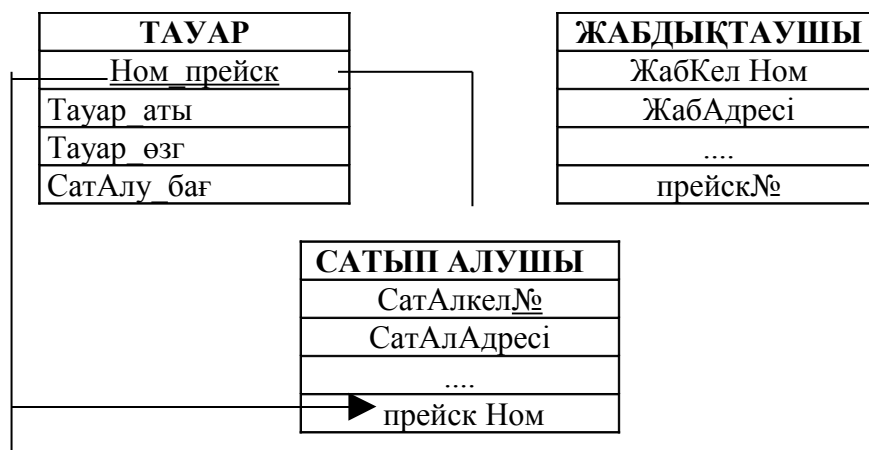 ТАУАР
Ном_прейск
Тауар_аты
Тауар_өзг
СатАлу_бағ
ЖАБДЫҚТАУШЫ
ЖабКел Ном
ЖабАдресі
....
прейск№
САТЫП АЛУШЫ
СатАлкел№
СатАлАдресі
....
прейск Ном